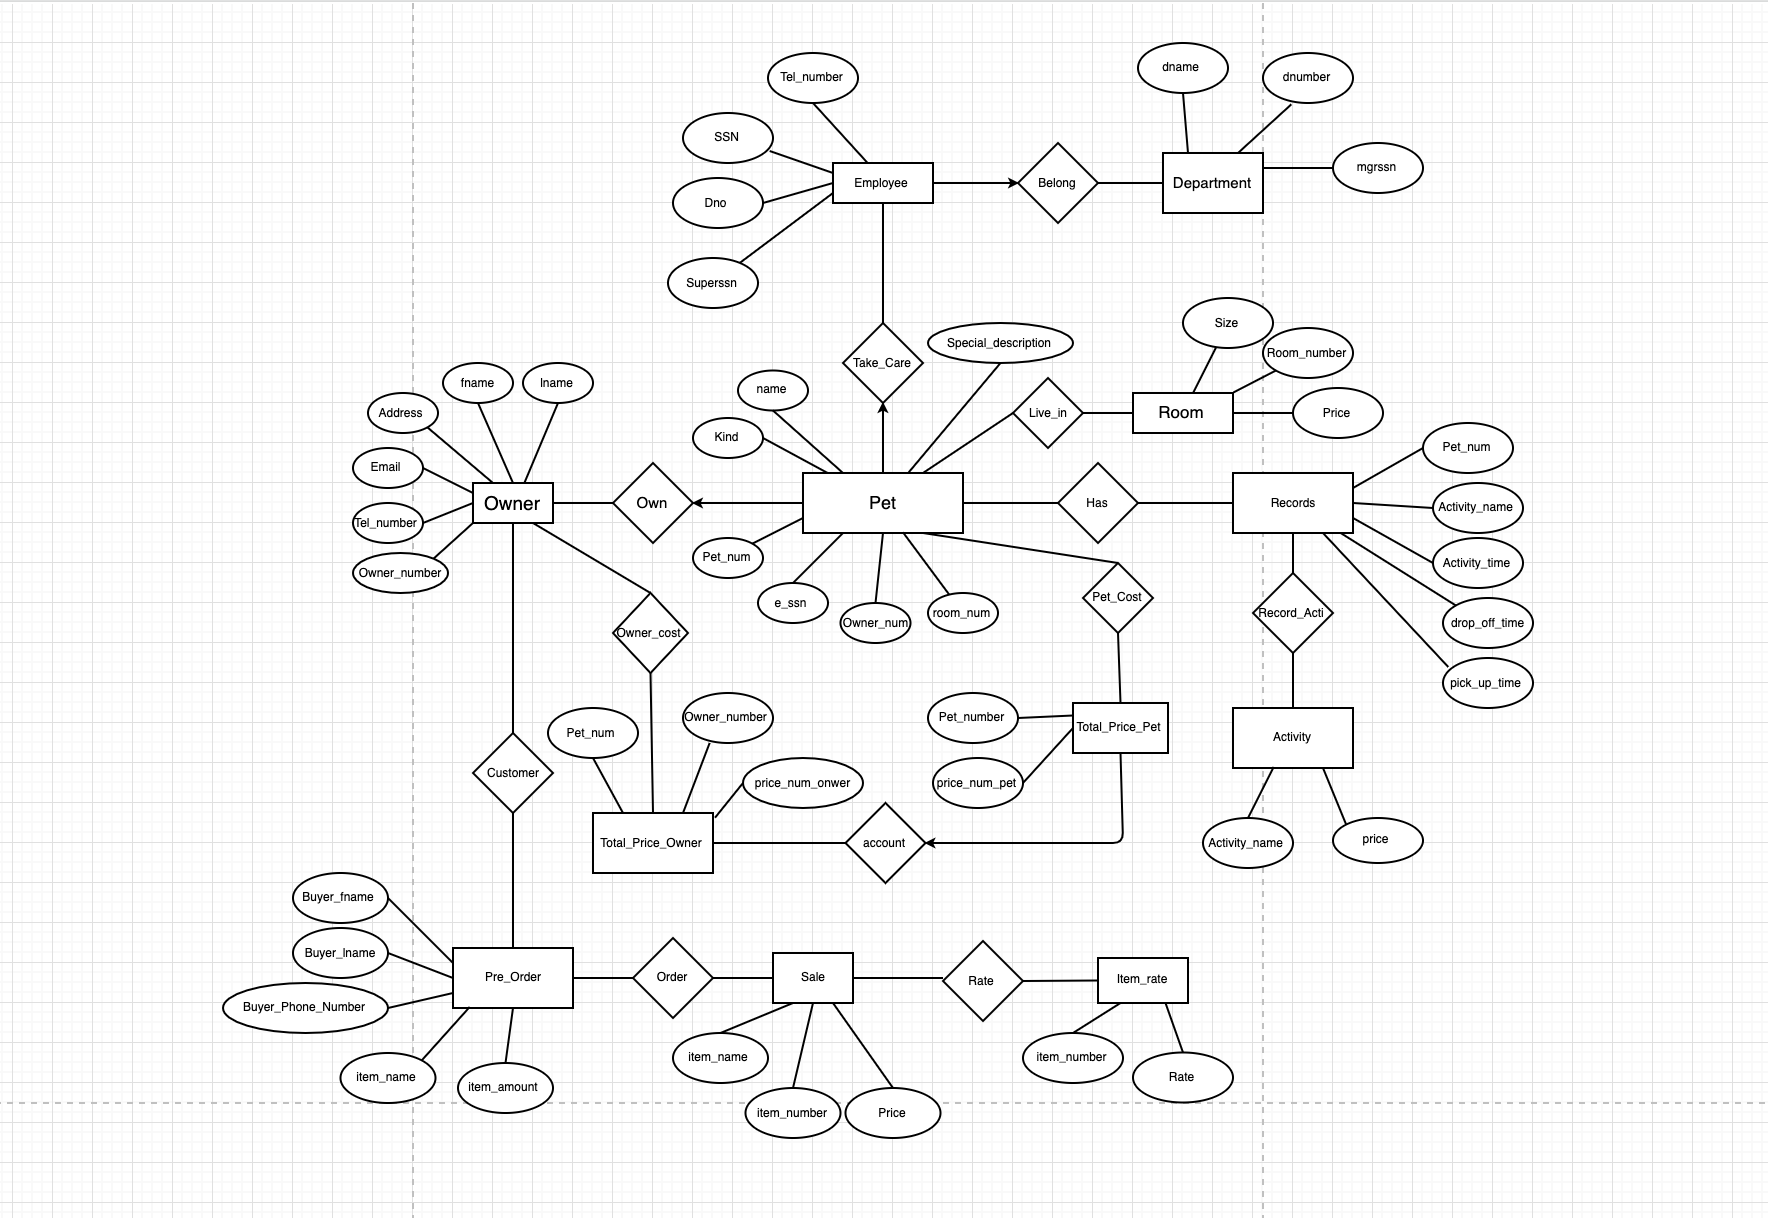 dname
dnumber
Tel_number
SSN
mgrssn
Employee
Belong
Department
Dno
Superssn
Size
Special_description
Room_number
Take_Care
fname
lname
name
Address
Live_in
Room
Price
Kind
Pet_num
Email
Owner
Own
Pet
Has
Records
Activity_name
Tel_number
Pet_num
Activity_time
Owner_number
e_ssn
Pet_Cost
Owner_num
room_num
Record_Acti
drop_off_time
Owner_cost
pick_up_time
Pet_num
Owner_number
Pet_number
Total_Price_Pet
Activity
Customer
price_num_onwer
price_num_pet
Total_Price_Owner
account
Activity_name
price
Buyer_fname
Buyer_lname
Pre_Order
Order
Sale
Rate
Item_rate
Buyer_Phone_Number
item_name
item_amount
item_name
item_number
Price
item_number
Rate